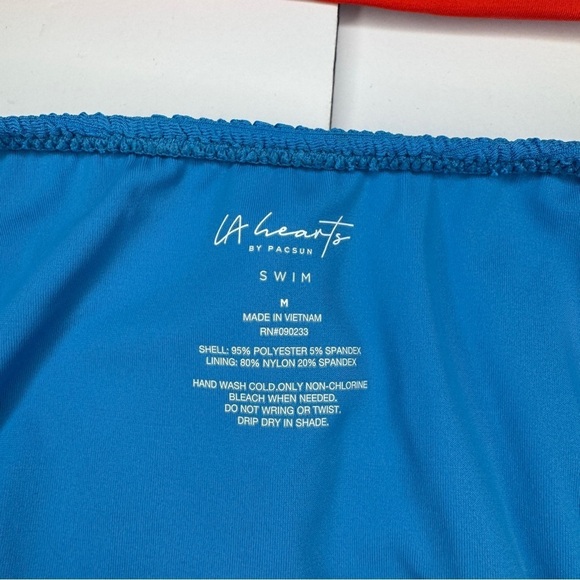 LA hearts
BY PACSUN
SWIM
M
MADE IN VIETNAM
RN#090233
SHELL: 95% POLYESTER 5% SPANDEX
LINING: 80% NYLON 20% SPANDEX
HAND WASH COLD.ONLY NON-CHLORINE
BLEACH WHEN NEEDED.
DO NOT WRING OR TWIST.
DRIP DRY IN SHADE.